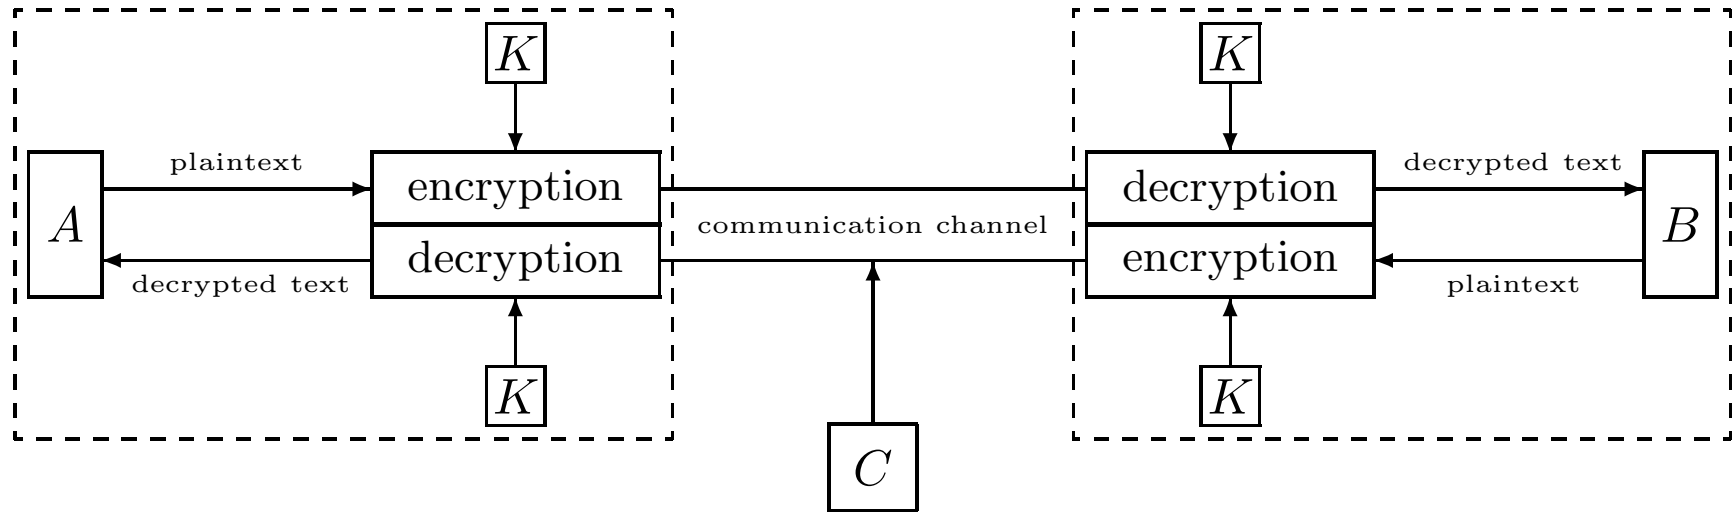 K
K
plaintext
decrypted text
encryption
decryption
A
communication channel
B
decryption
encryption
decrypted text
plaintext
K
K
C